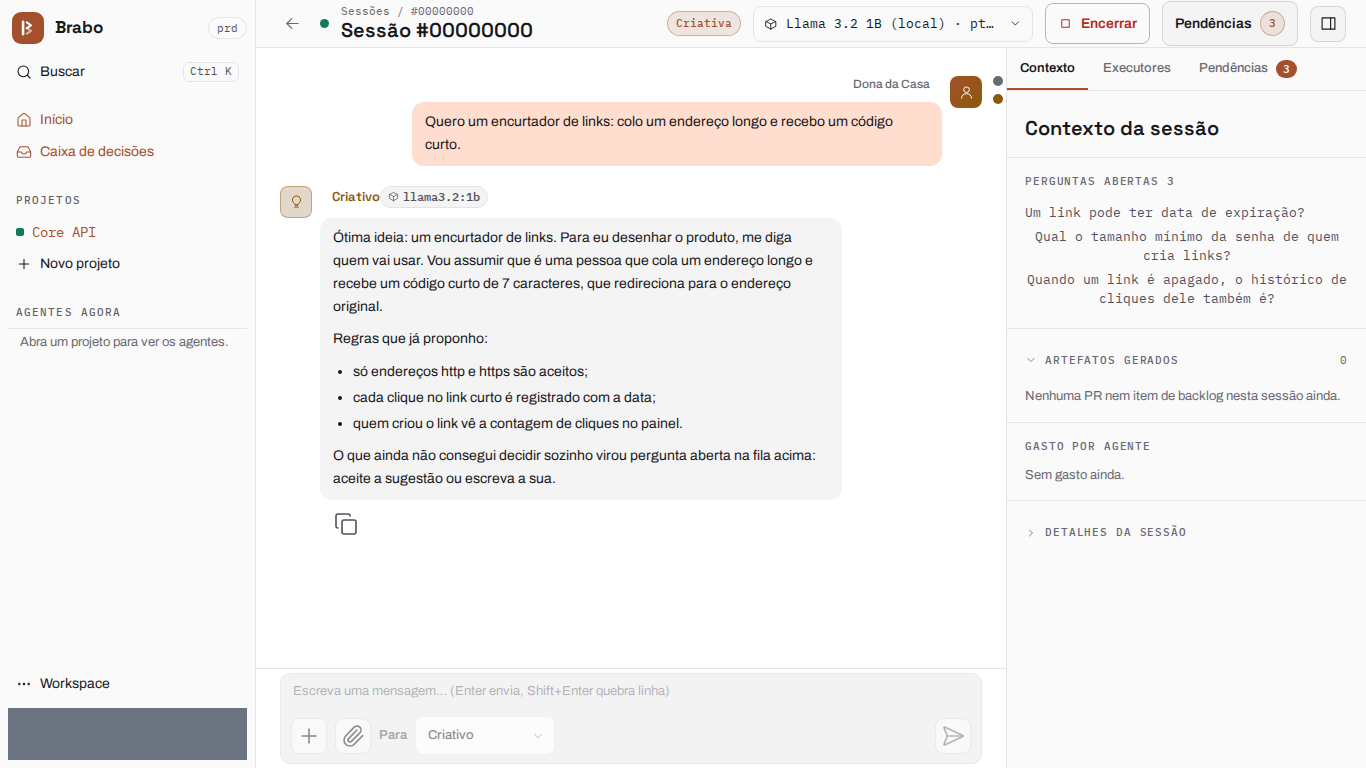 Brabo
prd
Buscar
Ctrl K
Início
Caixa de decisões
PROJETOS
Core API
Novo projeto
AGENTES AGORA
Abra um projeto para ver os agentes.
Workspace
Sessões / #00000000
Sessão #00000000
Criativa
Llama 3.2 1B (local) · pt…
Encerrar
Pendências 3
Dona da Casa
Quero um encurtador de links: colo um endereço longo e recebo um código
curto.
Criativo
llama3.2:1b
Ótima ideia: um encurtador de links. Para eu desenhar o produto, me diga
quem vai usar. Vou assumir que é uma pessoa que cola um endereço longo e
recebe um código curto de 7 caracteres, que redireciona para o endereço
original.
Regras que já proponho:
• só endereços http e https são aceitos;
• cada clique no link curto é registrado com a data;
• quem criou o link vê a contagem de cliques no painel.
O que ainda não consegui decidir sozinho virou pergunta aberta na fila acima:
aceite a sugestão ou escreva a sua.
Escreva uma mensagem... (Enter envia, Shift+Enter quebra linha)
Para
Criativo
Contexto
Executores
Pendências 3
Contexto da sessão
PERGUNTAS ABERTAS 3
Um link pode ter data de expiração?
Qual o tamanho mínimo da senha de quem
cria links?
Quando um link é apagado, o histórico de
cliques dele também é?
ARTEFATOS GERADOS 0
Nenhuma PR nem item de backlog nesta sessão ainda.
GASTO POR AGENTE
Sem gasto ainda.
DETALHES DA SESSÃO